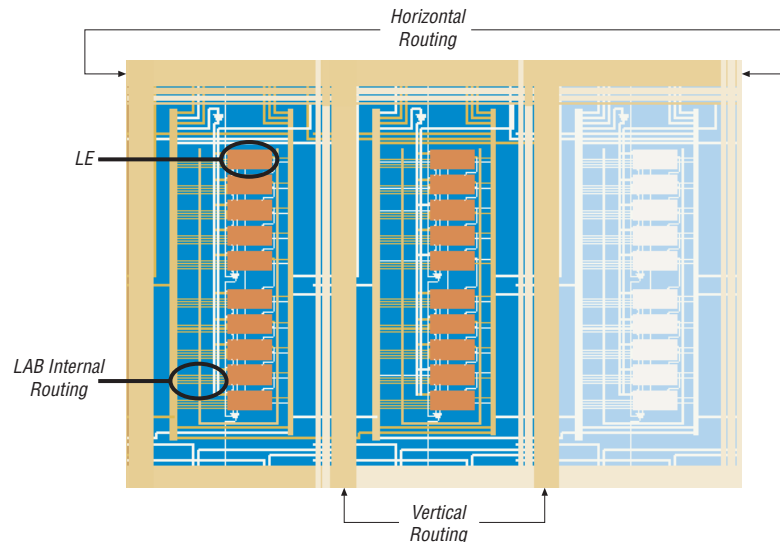 Horizontal
Routing
LE
LAB Internal
Routing
Vertical
Routing